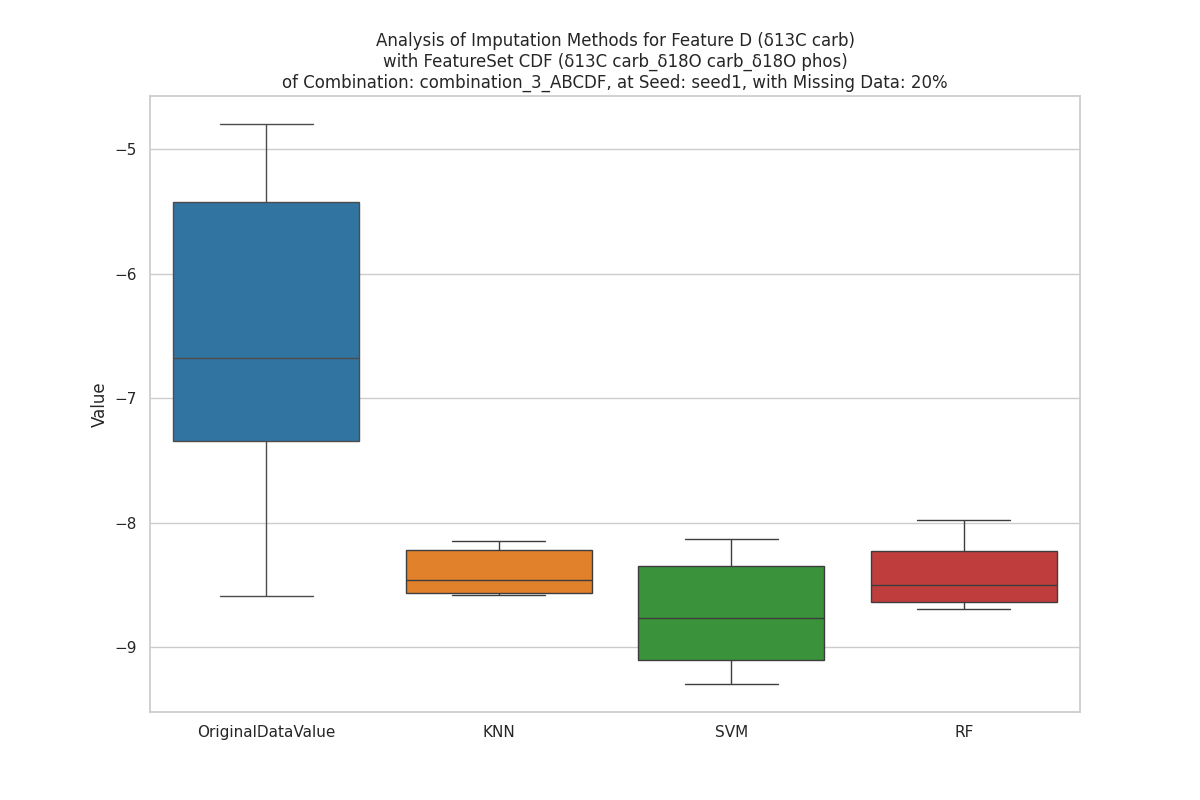 Analysis of Imputation Methods for Feature D (δ13C carb)
with FeatureSet CDF (δ13C carb_δ18O carb_δ18O phos)
of Combination: combination_3_ABCDF, at Seed: seed1, with Missing Data: 20%
Value
−5
−6
−7
−8
−9
OriginalDataValue
KNN
SVM
RF